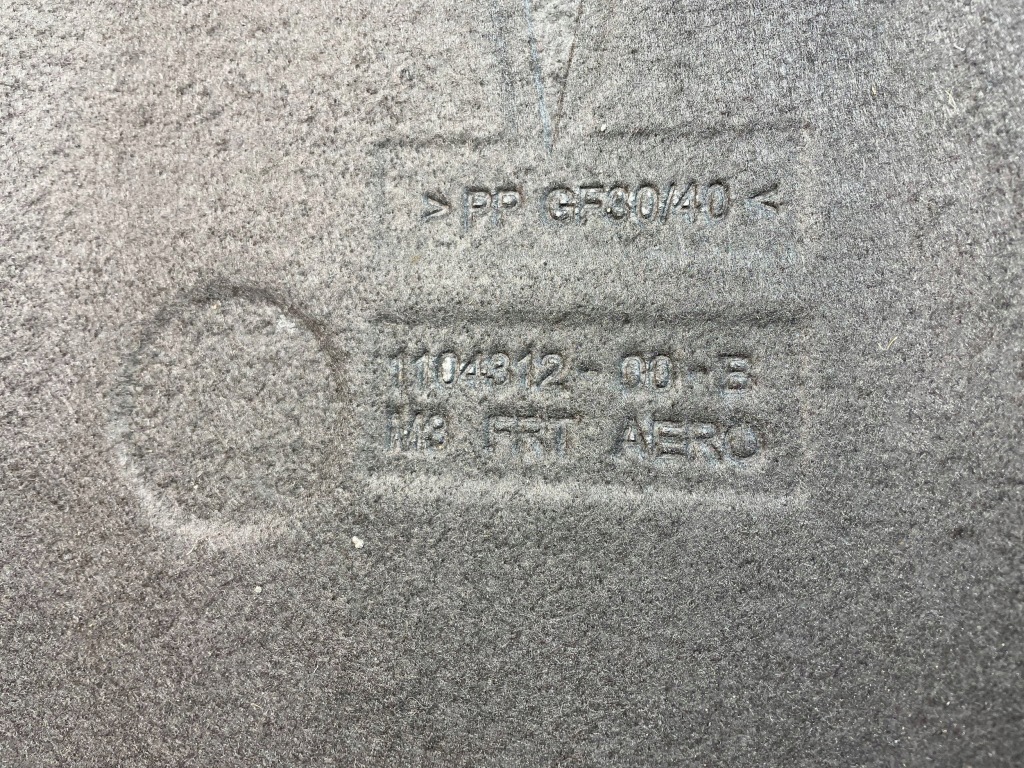 > PP GF30/40 <
1104312-00-B
M3 FRT AERO